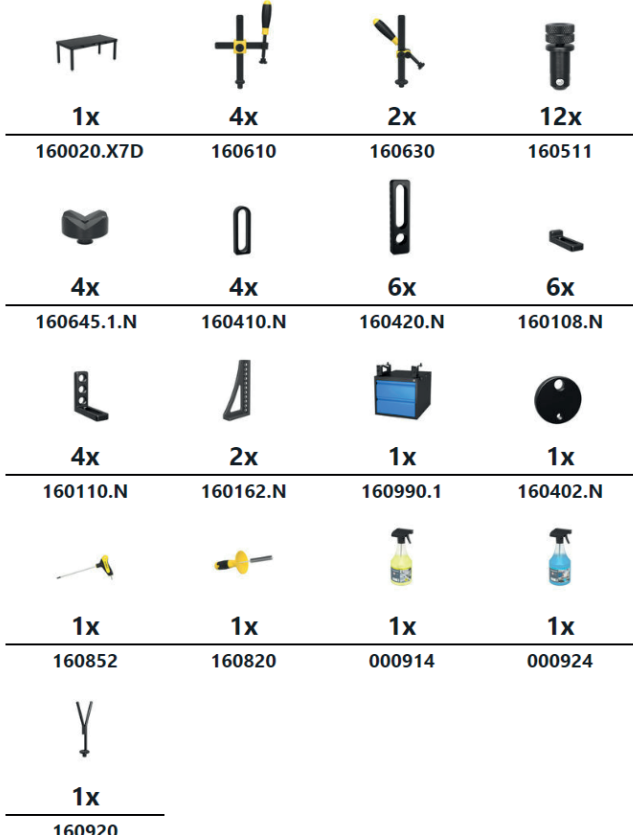 1x 4x 2x 12x
160020.X7D 160610 160630 160511
4x 4x 6x 6x
160645.1.N 160410.N 160420.N 160108.N
4x 2x 1x 1x
160110.N 160162.N 160990.1 160402.N
1x 1x 1x 1x
160852 160820 000914 000924
1x
160920